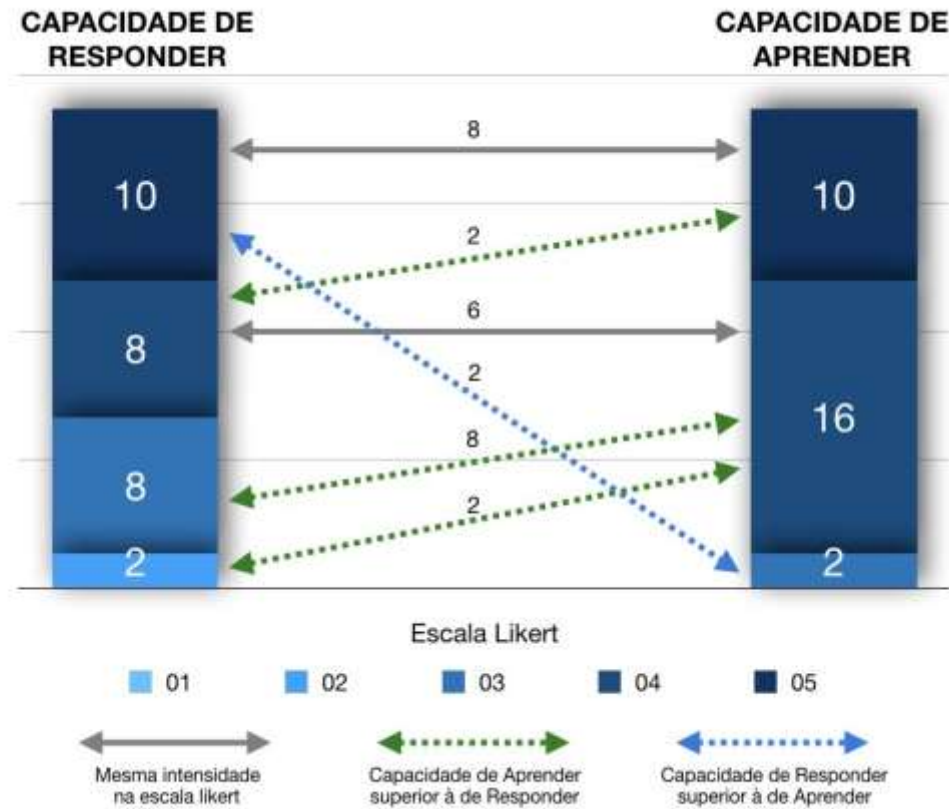 CAPACIDADE DE
RESPONDER
CAPACIDADE DE
APRENDER
8
10
10
2
6
8
2
16
8
8
2
2
2
Escala Likert
01
02
03
04
05
Mesma intensidade
na escala likert
Capacidade de Aprender
superior à de Responder
Capacidade de Responder
superior à de Aprender